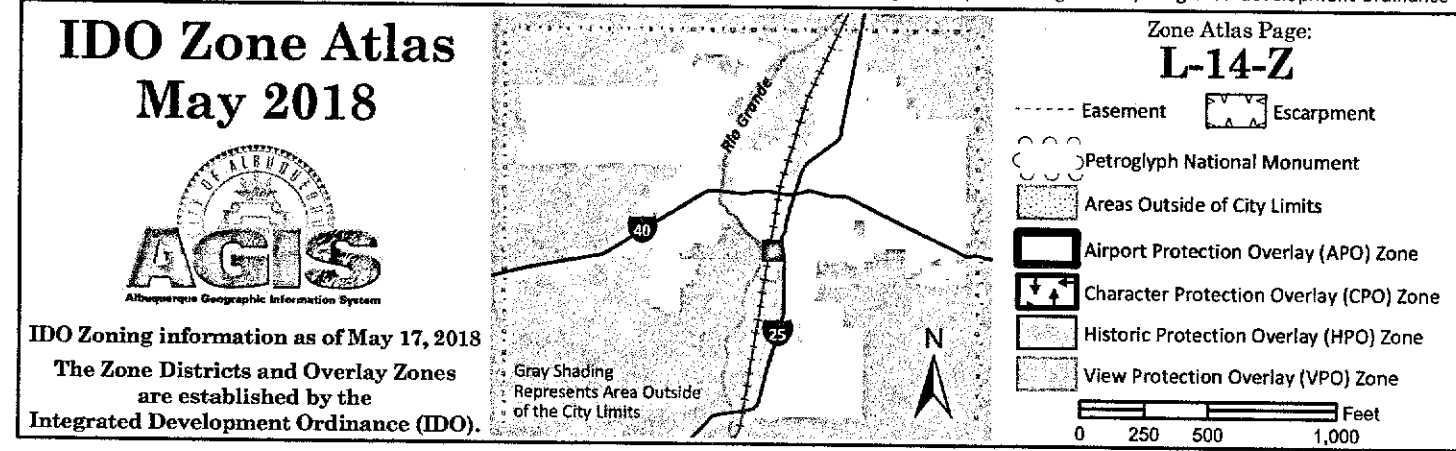 IDO Zone Atlas
May 2018
CITY OF ALBUQUERQUE
AGIS
Albuquerque Geographic Information System
IDO Zoning information as of May 17, 2018
The Zone Districts and Overlay Zones
are established by the
Integrated Development Ordinance (IDO).
Rio Grande
40
25
N
Gray Shading
Represents Area Outside
of the City Limits
Zone Atlas Page:
L-14-Z
Easement
Escarpment
Petroglyph National Monument
Areas Outside of City Limits
Airport Protection Overlay (APO) Zone
Character Protection Overlay (CPO) Zone
Historic Protection Overlay (HPO) Zone
View Protection Overlay (VPO) Zone
Feet
0 250 500 1,000